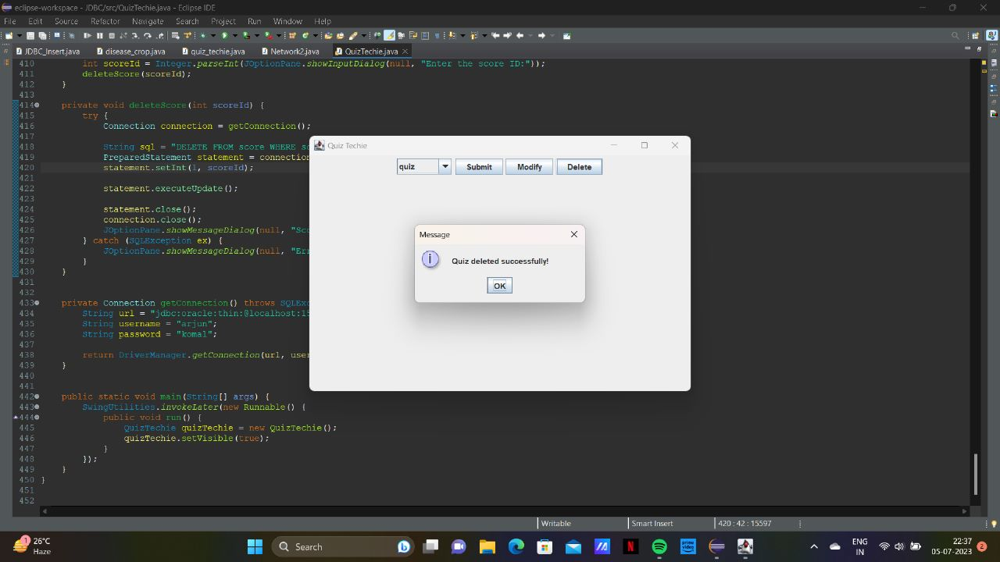 eclipse-workspace - JDBC/src/QuizTechie.java - Eclipse IDE
File Edit Source Refactor Navigate Search Project Run Window Help
JDBC_Insert.java disease_crop.java quiz_techie.java Network2.java QuizTechie.java
410 int scoreId = Integer.parseInt(JOptionPane.showInputDialog(null, "Enter the score ID:"));
411 deleteScore(scoreId);
412 }
413
414 private void deleteScore(int scoreId) {
415 try {
416 Connection connection = getConnection();
417
418 String sql = "DELETE FROM score WHERE sc
419 PreparedStatement statement = connection
420 statement.setInt(1, scoreId);
421
422 statement.executeUpdate();
423
424 statement.close();
425 connection.close();
426 JOptionPane.showMessageDialog(null, "Sco
427 } catch (SQLException ex) {
428 JOptionPane.showMessageDialog(null, "Err
429 }
430 }
431
432
433 private Connection getConnection() throws SQLExc
434 String url = "jdbc:oracle:thin:@localhost:15
435 String username = "arjun";
436 String password = "komal";
437
438 return DriverManager.getConnection(url, user
439 }
440
441
442 public static void main(String[] args) {
443 SwingUtilities.invokeLater(new Runnable() {
444 public void run() {
445 QuizTechie quizTechie = new QuizTechie();
446 quizTechie.setVisible(true);
447 }
448 });
449 }
450 }
451
452
Quiz Techie
quiz Submit Modify Delete
Message
Quiz deleted successfully!
OK
Writable Smart Insert 420 : 42 : 15597
1
26°C
Haze
Search
prime video
ENG
IN
22:37
05-07-2023
2